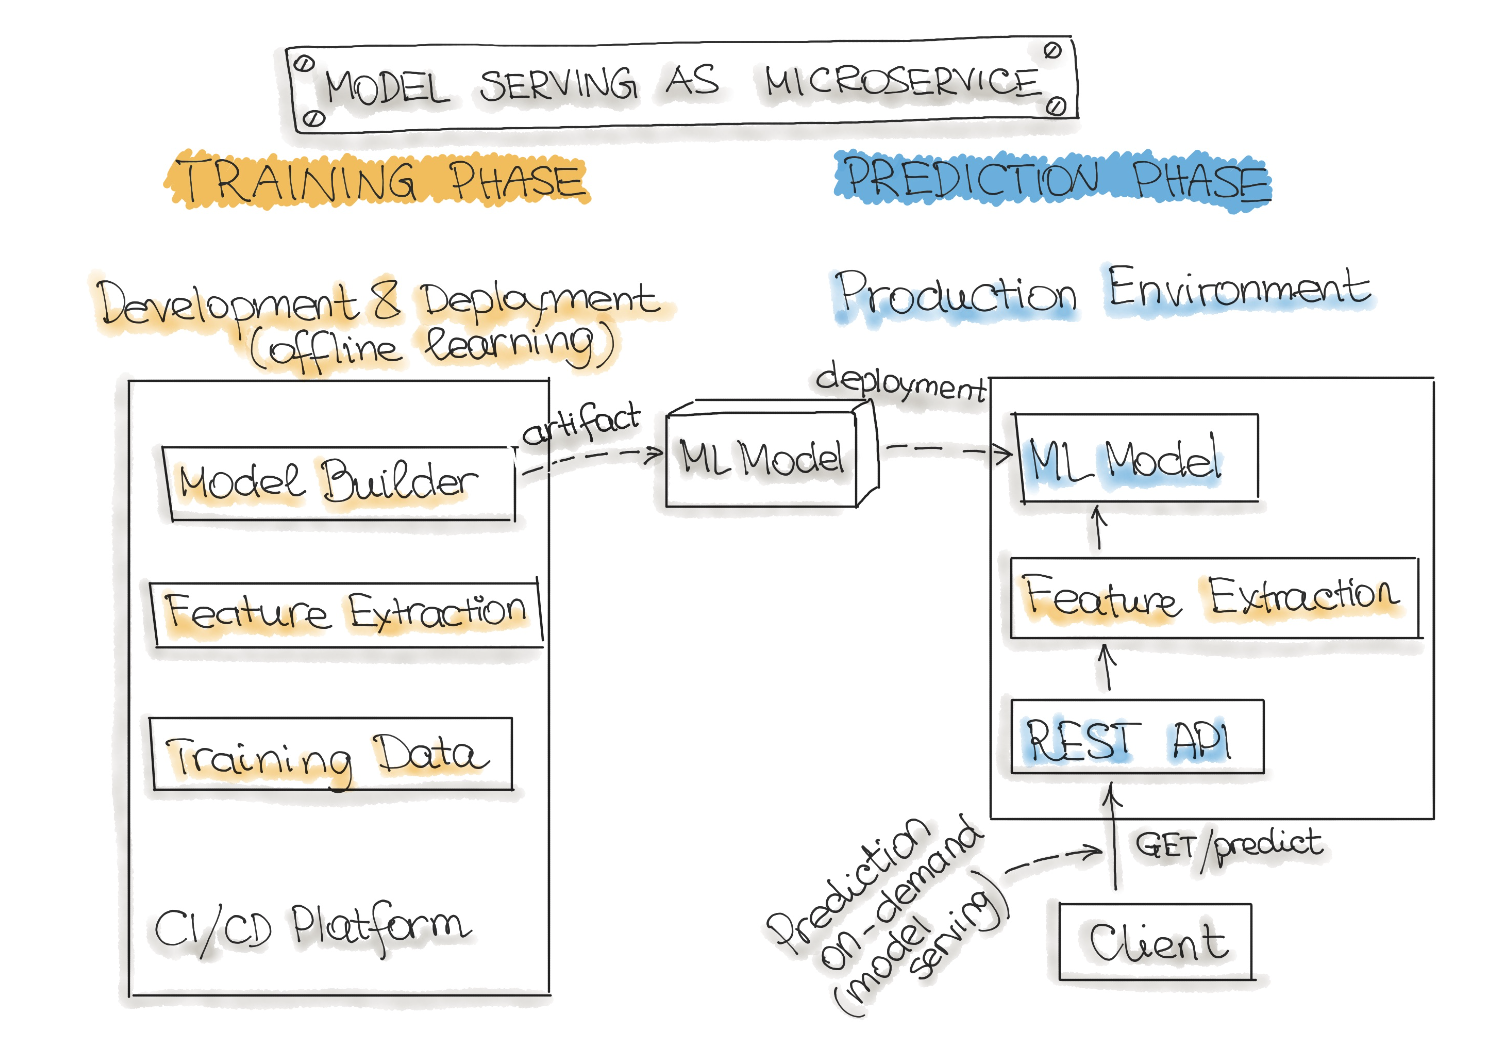 MODEL SERVING AS MICROSERVICE
TRAINING PHASE
PREDICTION PHASE
Development & Deployment
(offline learning)
Production Environment
Model Builder
Feature Extraction
Training Data
CI/CD Platform
artifact
ML Model
deployment
ML Model
Feature Extraction
REST API
GET/predict
Prediction
on-demand
(model
serving)
Client